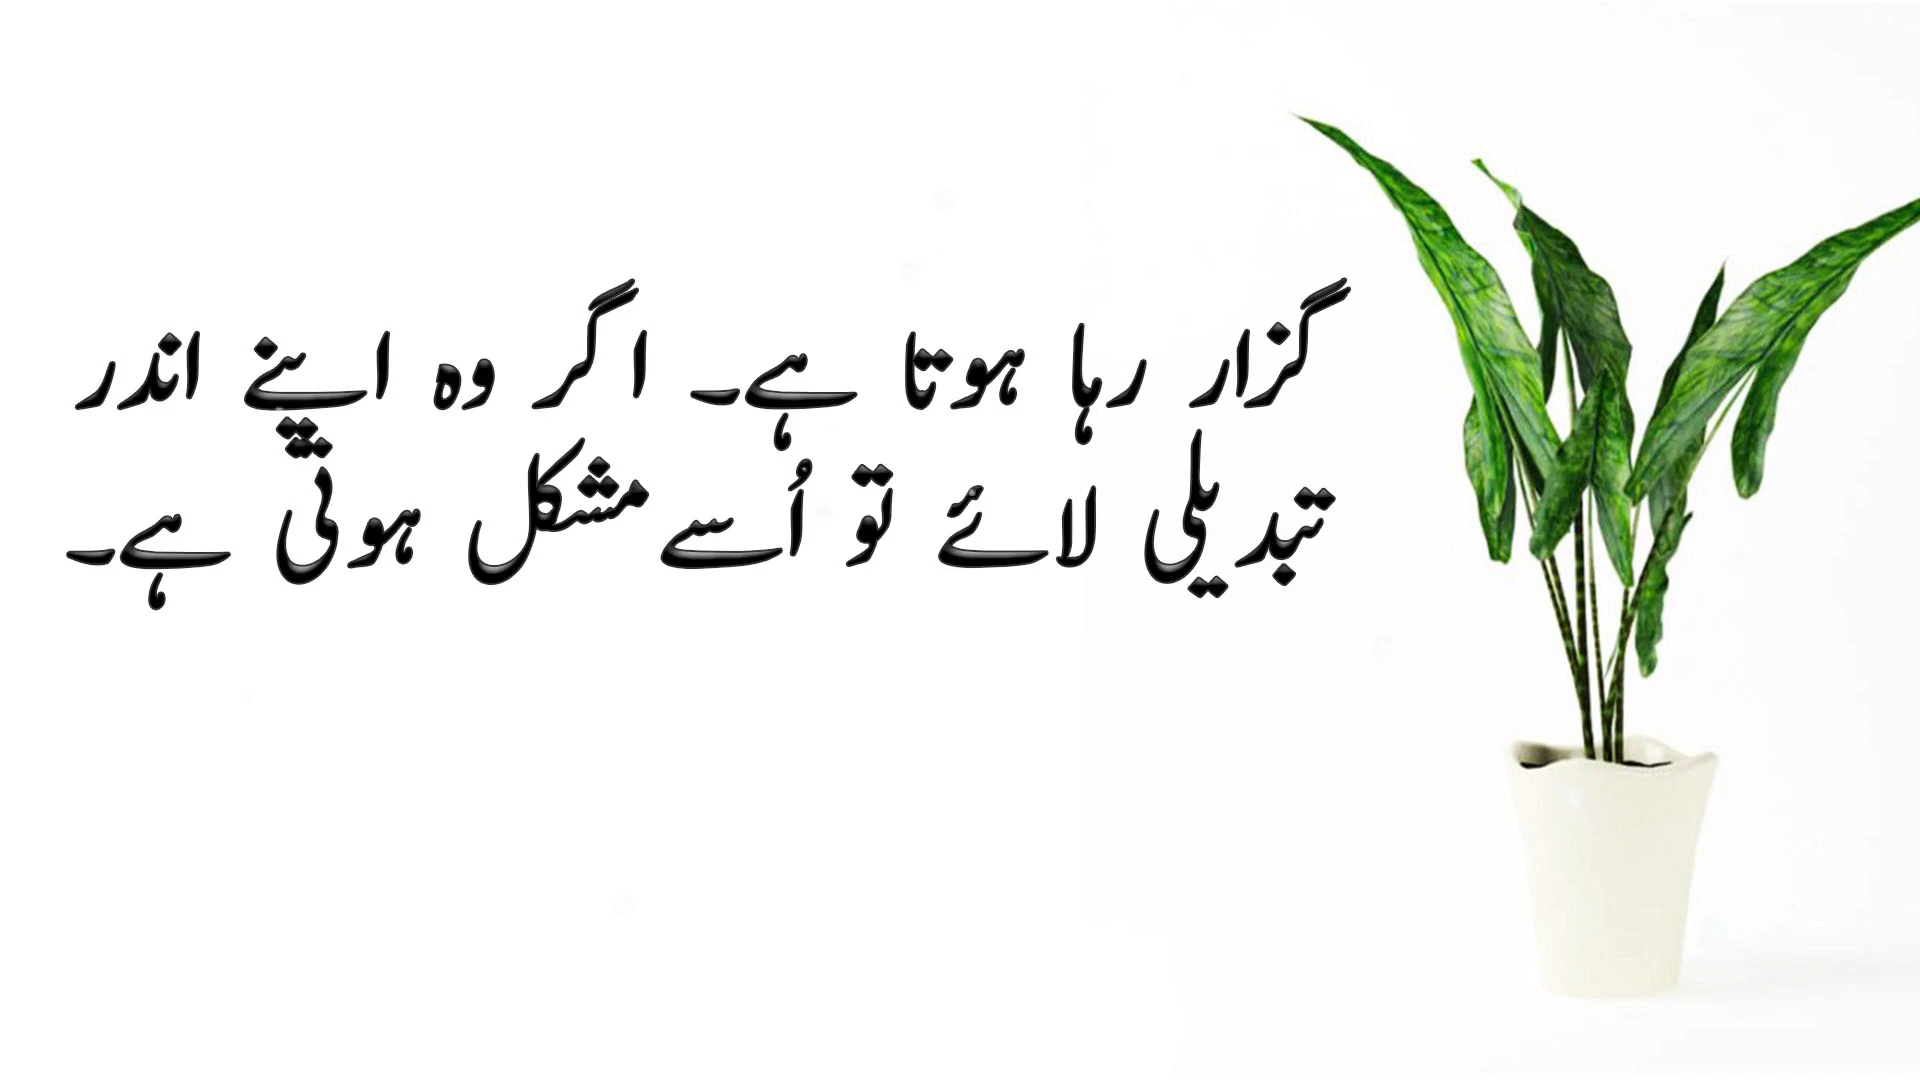 گزار رہا ہوتا ہے۔ اگر وہ اپنے اندر
تبدیلی لائے تو اُسے مشکل ہوتی ہے۔